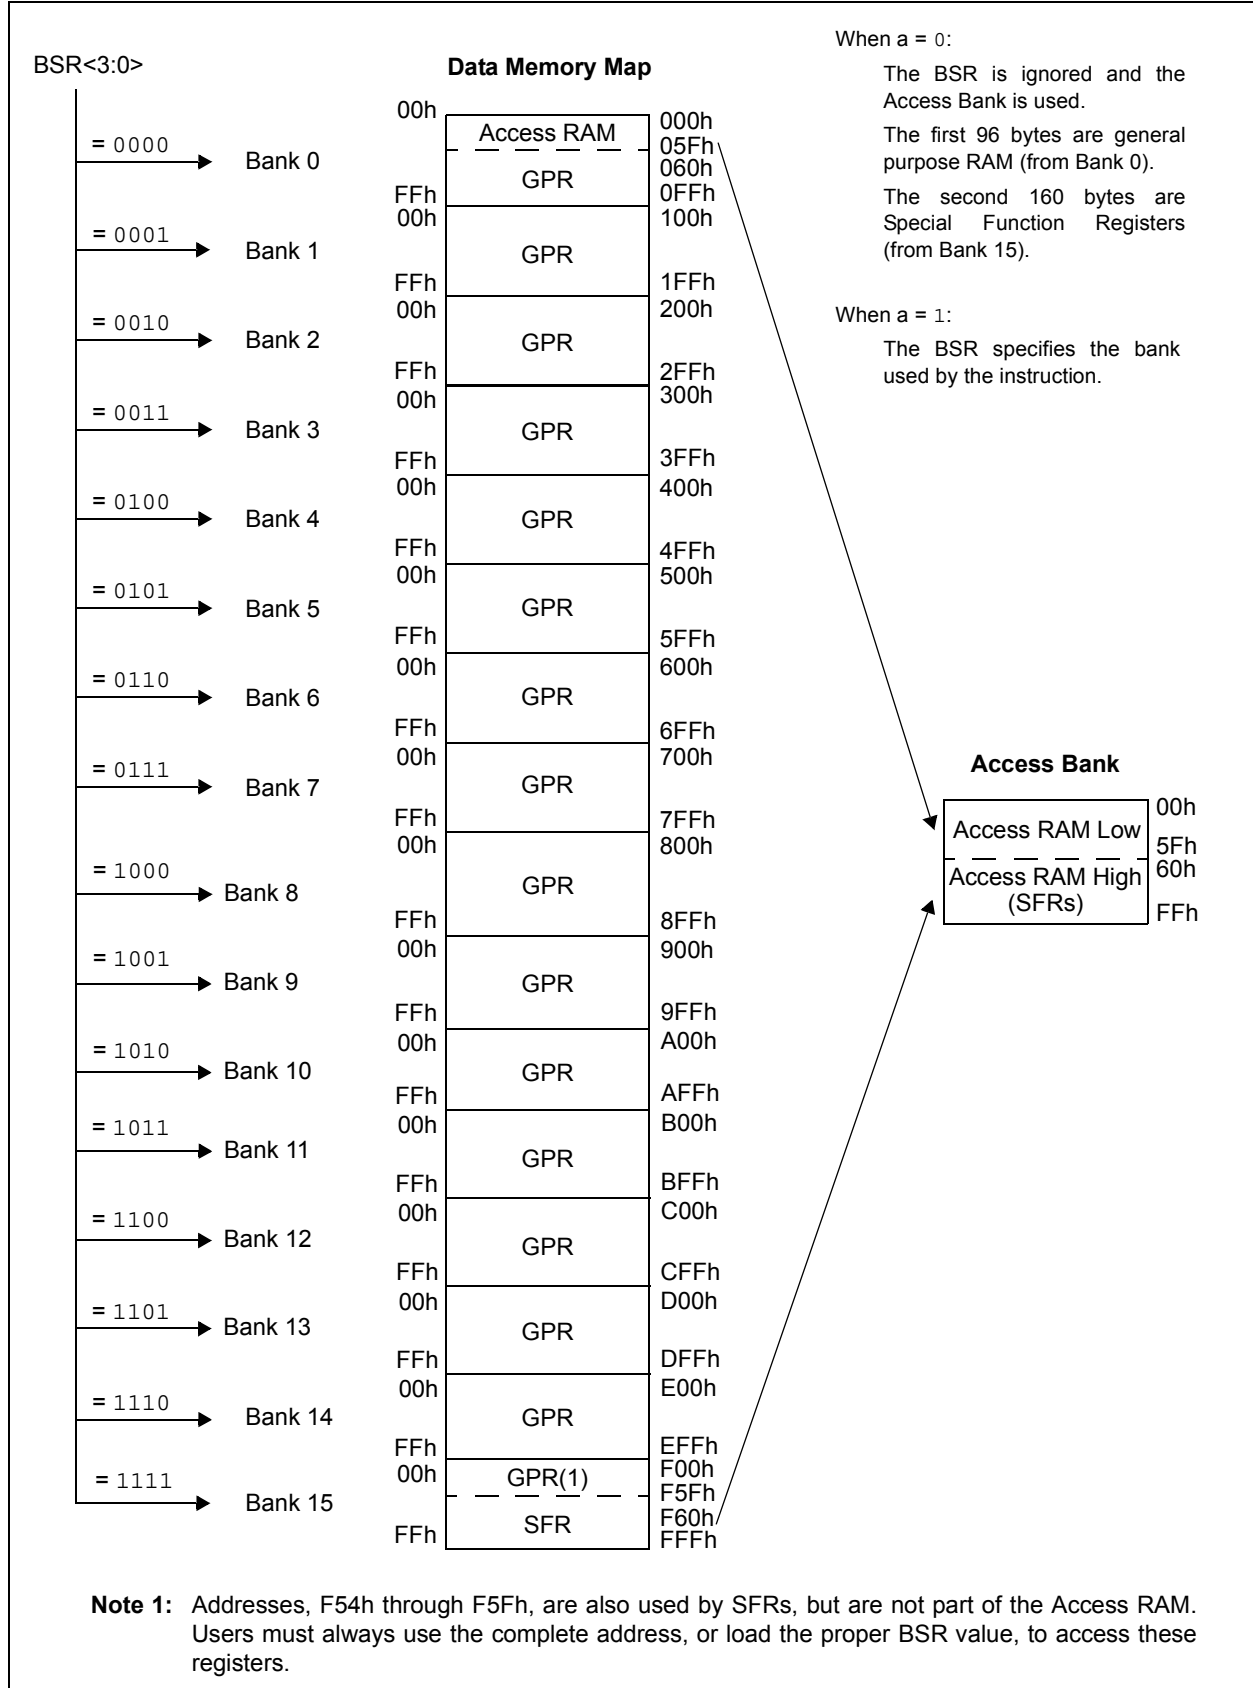 BSR<3:0>
Data Memory Map
When a = 0:
The BSR is ignored and the
Access Bank is used.
The first 96 bytes are general
purpose RAM (from Bank 0).
The second 160 bytes are
Special Function Registers
(from Bank 15).
When a = 1:
The BSR specifies the bank
used by the instruction.
= 0000
Bank 0
00h
Access RAM
000h
05Fh
060h
GPR
FFh
0FFh
= 0001
Bank 1
00h
GPR
FFh
100h
1FFh
= 0010
Bank 2
00h
GPR
FFh
200h
2FFh
= 0011
Bank 3
00h
GPR
FFh
300h
3FFh
= 0100
Bank 4
00h
GPR
FFh
400h
4FFh
= 0101
Bank 5
00h
GPR
FFh
500h
5FFh
= 0110
Bank 6
00h
GPR
FFh
600h
6FFh
= 0111
Bank 7
00h
GPR
FFh
700h
7FFh
= 1000
Bank 8
00h
GPR
FFh
800h
8FFh
= 1001
Bank 9
00h
GPR
FFh
900h
9FFh
= 1010
Bank 10
00h
GPR
FFh
A00h
AFFh
= 1011
Bank 11
00h
GPR
FFh
B00h
BFFh
= 1100
Bank 12
00h
GPR
FFh
C00h
CFFh
= 1101
Bank 13
00h
GPR
FFh
D00h
DFFh
= 1110
Bank 14
00h
GPR
FFh
E00h
EFFh
= 1111
Bank 15
00h
GPR(1)
F00h
F5Fh
F60h
SFR
FFh
FFFh
Access Bank
Access RAM Low
00h
5Fh
Access RAM High
(SFRs)
60h
FFh
Note 1: Addresses, F54h through F5Fh, are also used by SFRs, but are not part of the Access RAM.
Users must always use the complete address, or load the proper BSR value, to access these
registers.